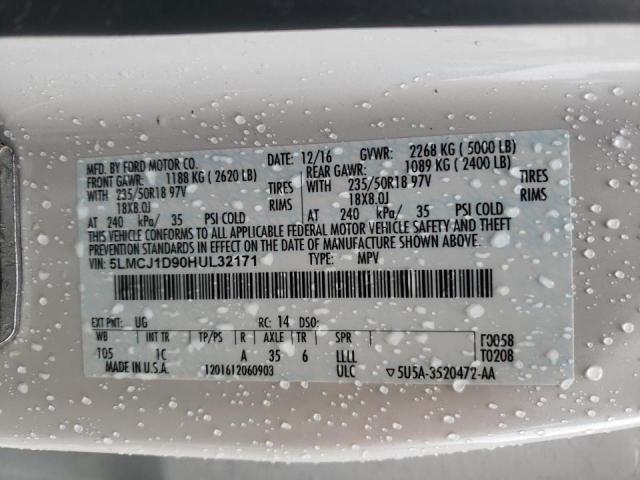 MFD. BY FORD MOTOR CO. 12/16 GVWR: 2268 KG ( 5000 LB)
FRONT GAWR: 1188 KG ( 2620 LB) REAR GAWR: 1089 KG ( 2400 LB)
WITH 235/50R18 97V TIRES WITH 235/50R18 97V TIRES
18X8.0J RIMS 18X8.0J RIMS
AT 240 kPa/ 35 PSI COLD AT 240 kPa/ 35 PSI COLD
THIS VEHICLE CONFORMS TO ALL APPLICABLE FEDERAL MOTOR VEHICLE SAFETY AND
BUMPER STANDARDS IN EFFECT ON THE DATE OF MANUFACTURE SHOWN ABOVE.
VIN: 5LMCJ1D90HUL32171 TYPE: MPV
EXT PNT: UG RC: 14 DSO:
WB INT TR TP/PS R AXLE TR SPR
105 1C A 35 6 LLLL
MADE IN U.S.A. 1201612060903 ULC
T0208
▽5U5A-3520472-AA